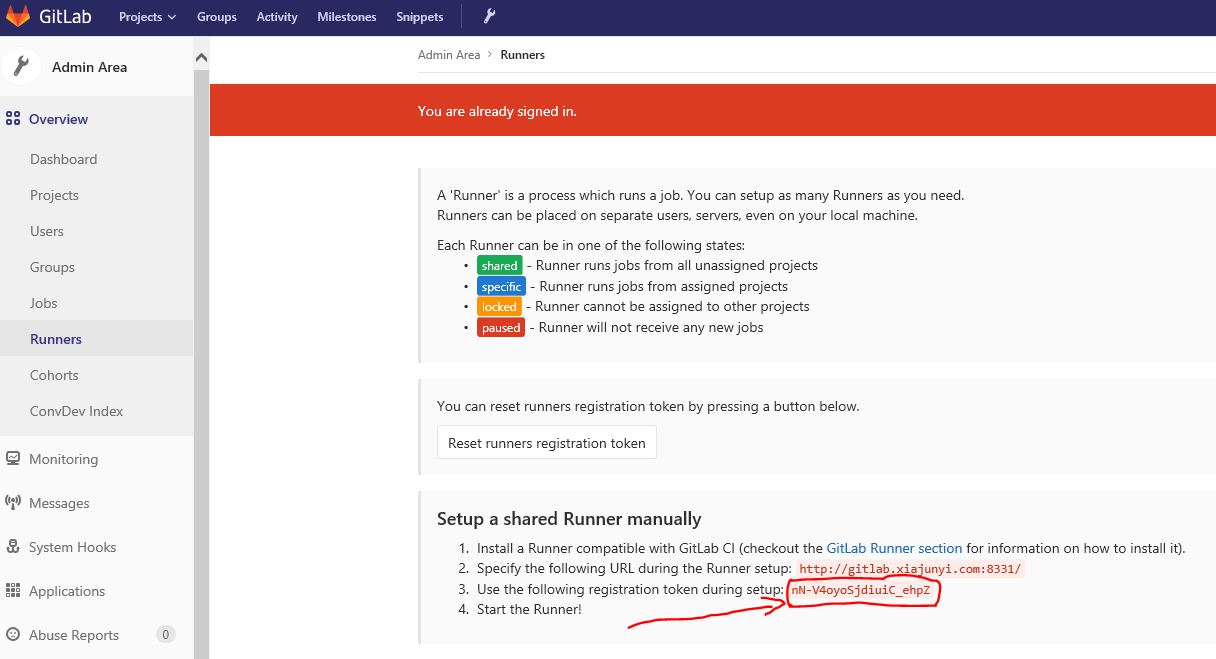 GitLab Projects Groups Activity Milestones Snippets
Admin Area
Overview
Dashboard
Projects
Users
Groups
Jobs
Runners
Cohorts
ConvDev Index
Monitoring
Messages
System Hooks
Applications
Abuse Reports 0
Admin Area > Runners
You are already signed in.
A 'Runner' is a process which runs a job. You can setup as many Runners as you need.
Runners can be placed on separate users, servers, even on your local machine.
Each Runner can be in one of the following states:
• shared - Runner runs jobs from all unassigned projects
• specific - Runner runs jobs from assigned projects
• locked - Runner cannot be assigned to other projects
• paused - Runner will not receive any new jobs
You can reset runners registration token by pressing a button below.
Reset runners registration token
Setup a shared Runner manually
1. Install a Runner compatible with GitLab CI (checkout the GitLab Runner section for information on how to install it).
2. Specify the following URL during the Runner setup: http://gitlab.xiajunyi.com:8331/
3. Use the following registration token during setup: nN-V4oyoSjdiuiC_ehpZ
4. Start the Runner!